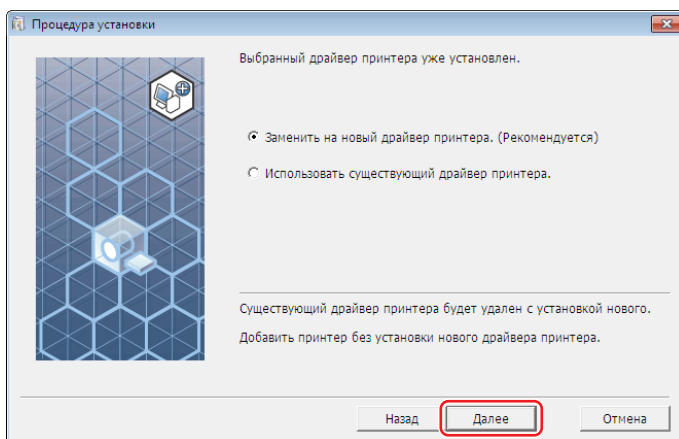 Процедура установки
Выбранный драйвер принтера уже установлен.
Заменить на новый драйвер принтера. (Рекомендуется)
Использовать существующий драйвер принтера.
Существующий драйвер принтера будет удален с установкой нового.
Добавить принтер без установки нового драйвера принтера.
Назад Далее Отмена